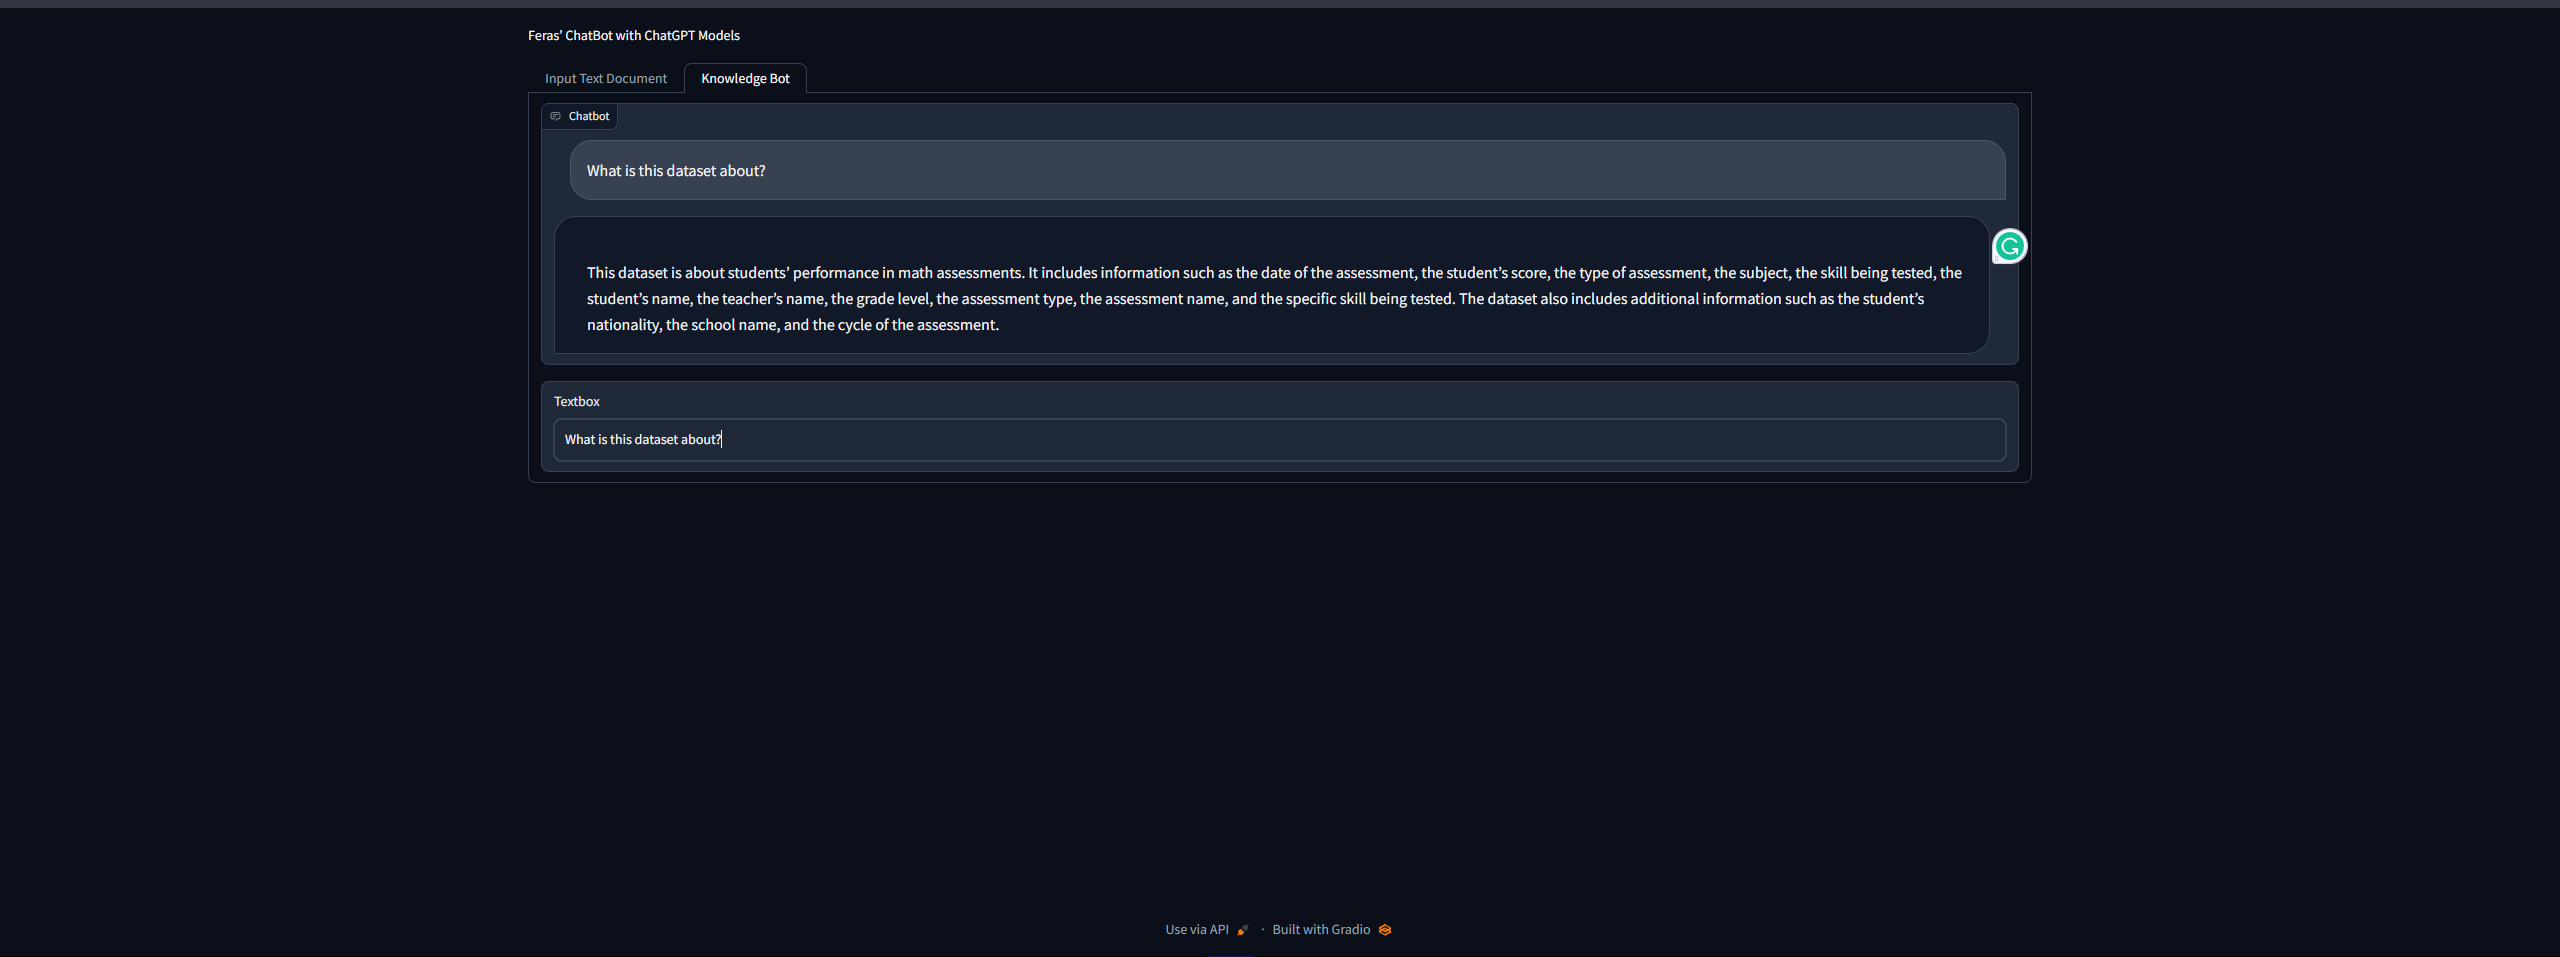 Feras’ ChatBot with ChatGPT Models
Input Text Document
Knowledge Bot
Chatbot
What is this dataset about?
This dataset is about students’ performance in math assessments. It includes information such as the date of the assessment, the student’s score, the type of assessment, the subject, the skill being tested, the
student’s name, the teacher’s name, the grade level, the assessment type, the assessment name, and the specific skill being tested. The dataset also includes additional information such as the student’s
nationality, the school name, and the cycle of the assessment.
Textbox
What is this dataset about?
Use via API · Built with Gradio